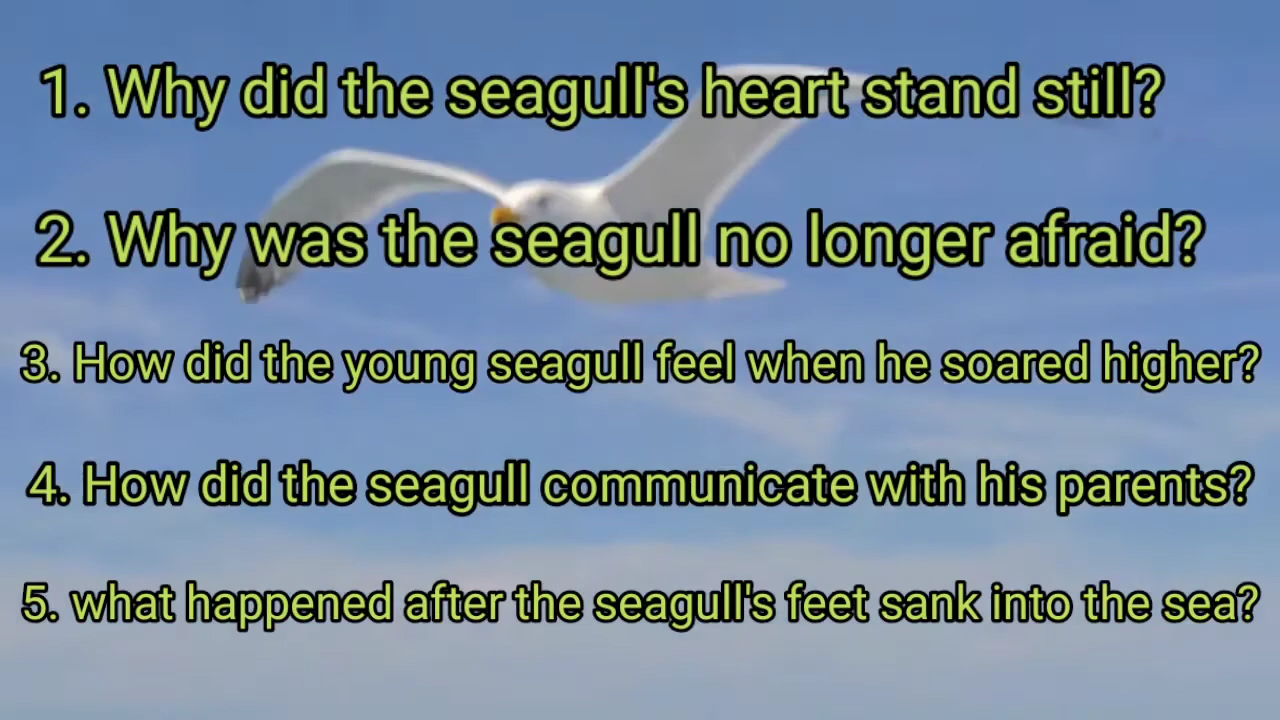 1. Why did the seagull's heart stand still?
2. Why was the seagull no longer afraid?
3. How did the young seagull feel when he soared higher?
4. How did the seagull communicate with his parents?
5. what happened after the seagull's feet sank into the sea?